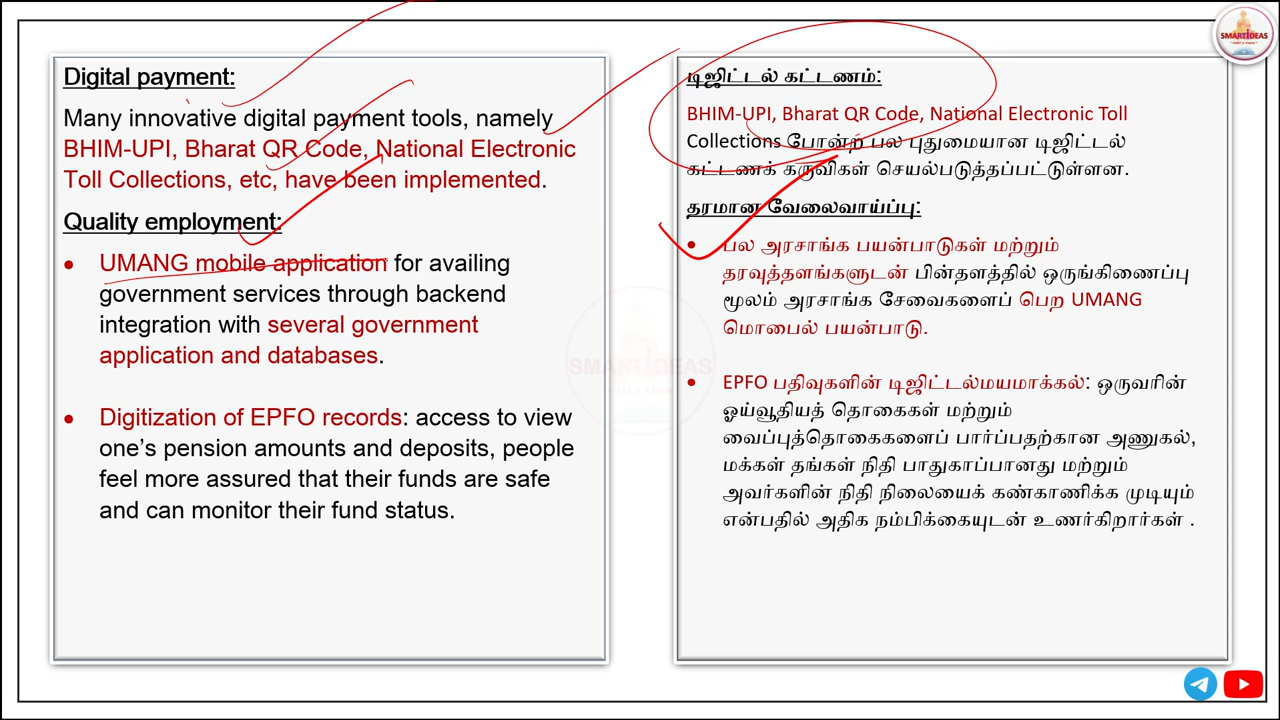 SMARTIDEAS
Digital payment:
Many innovative digital payment tools, namely
BHIM-UPI, Bharat QR Code, National Electronic
Toll Collections, etc, have been implemented.
Quality employment:
• UMANG mobile application for availing
government services through backend
integration with several government
application and databases.
• Digitization of EPFO records: access to view
one's pension amounts and deposits, people
feel more assured that their funds are safe
and can monitor their fund status.
டிஜிட்டல் கட்டணம்:
BHIM-UPI, Bharat QR Code, National Electronic Toll
Collections போன்ற பல புதுமையான டிஜிட்டல்
கட்டணக் கருவிகள் செயல்படுத்தப்பட்டுள்ளன.
தரமான வேலைவாய்ப்பு:
• பல அரசாங்க பயன்பாடுகள் மற்றும்
தரவுத்தளங்களுடன் பின்தளத்தில் ஒருங்கிணைப்பு
மூலம் அரசாங்க சேவைகளைப் பெற UMANG
மொபைல் பயன்பாடு.
• EPFO பதிவுகளின் டிஜிட்டல்மயமாக்கல்: ஒருவரின்
ஓய்வூதியத் தொகைகள் மற்றும்
வைப்புத்தொகைகளைப் பார்ப்பதற்கான அணுகல்,
மக்கள் தங்கள் நிதி பாதுகாப்பானது மற்றும்
அவர்களின் நிதி நிலையைக் கண்காணிக்க முடியும்
என்பதில் அதிக நம்பிக்கையுடன் உணர்கிறார்கள் .
SMARTIDEAS